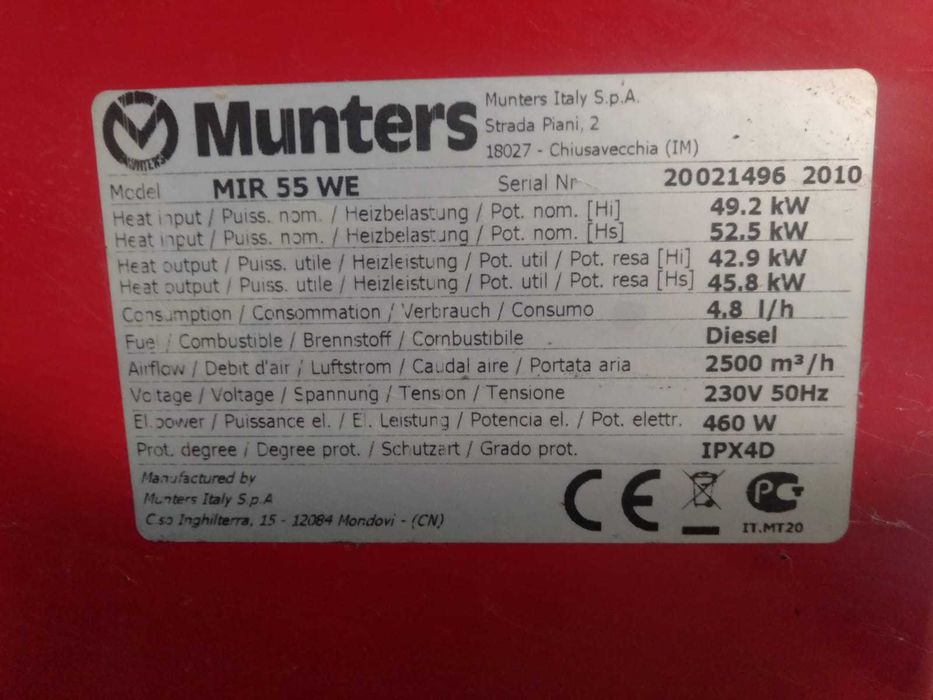 MUNTERS
Munters
Munters Italy S.p.A.
Strada Piani, 2
18027 - Chiusavecchia (IM)
Model MIR 55 WE Serial Nr 20021496 2010
Heat input / Puiss. nom. / Heizbelastung / Pot. nom. [Hi] 49.2 kW
Heat input / Puiss. nom. / Heizbelastung / Pot. nom. [Hs] 52.5 kW
Heat output / Puiss. utile / Heizleistung / Pot. util / Pot. resa [Hi] 42.9 kW
Heat output / Puiss. utile / Heizleistung / Pot. util / Pot. resa [Hs] 45.8 kW
Consumption / Consommation / Verbrauch / Consumo 4.8 l/h
Fuel / Combustible / Brennstoff / Combustibile Diesel
Airflow / Debit d'air / Luftstrom / Caudal aire / Portata aria 2500 m³/h
Voltage / Voltage / Spannung / Tension / Tensione 230V 50Hz
El.power / Puissance el. / El. Leistung / Potencia el. / Pot. elettr. 460 W
Prot. degree / Degree prot. / Schutzart / Grado prot. IPX4D
Manufactured by
Munters Italy S.p.A
C.so Inghilterra, 15 - 12084 Mondovi - (CN)
CE
IT.MT20